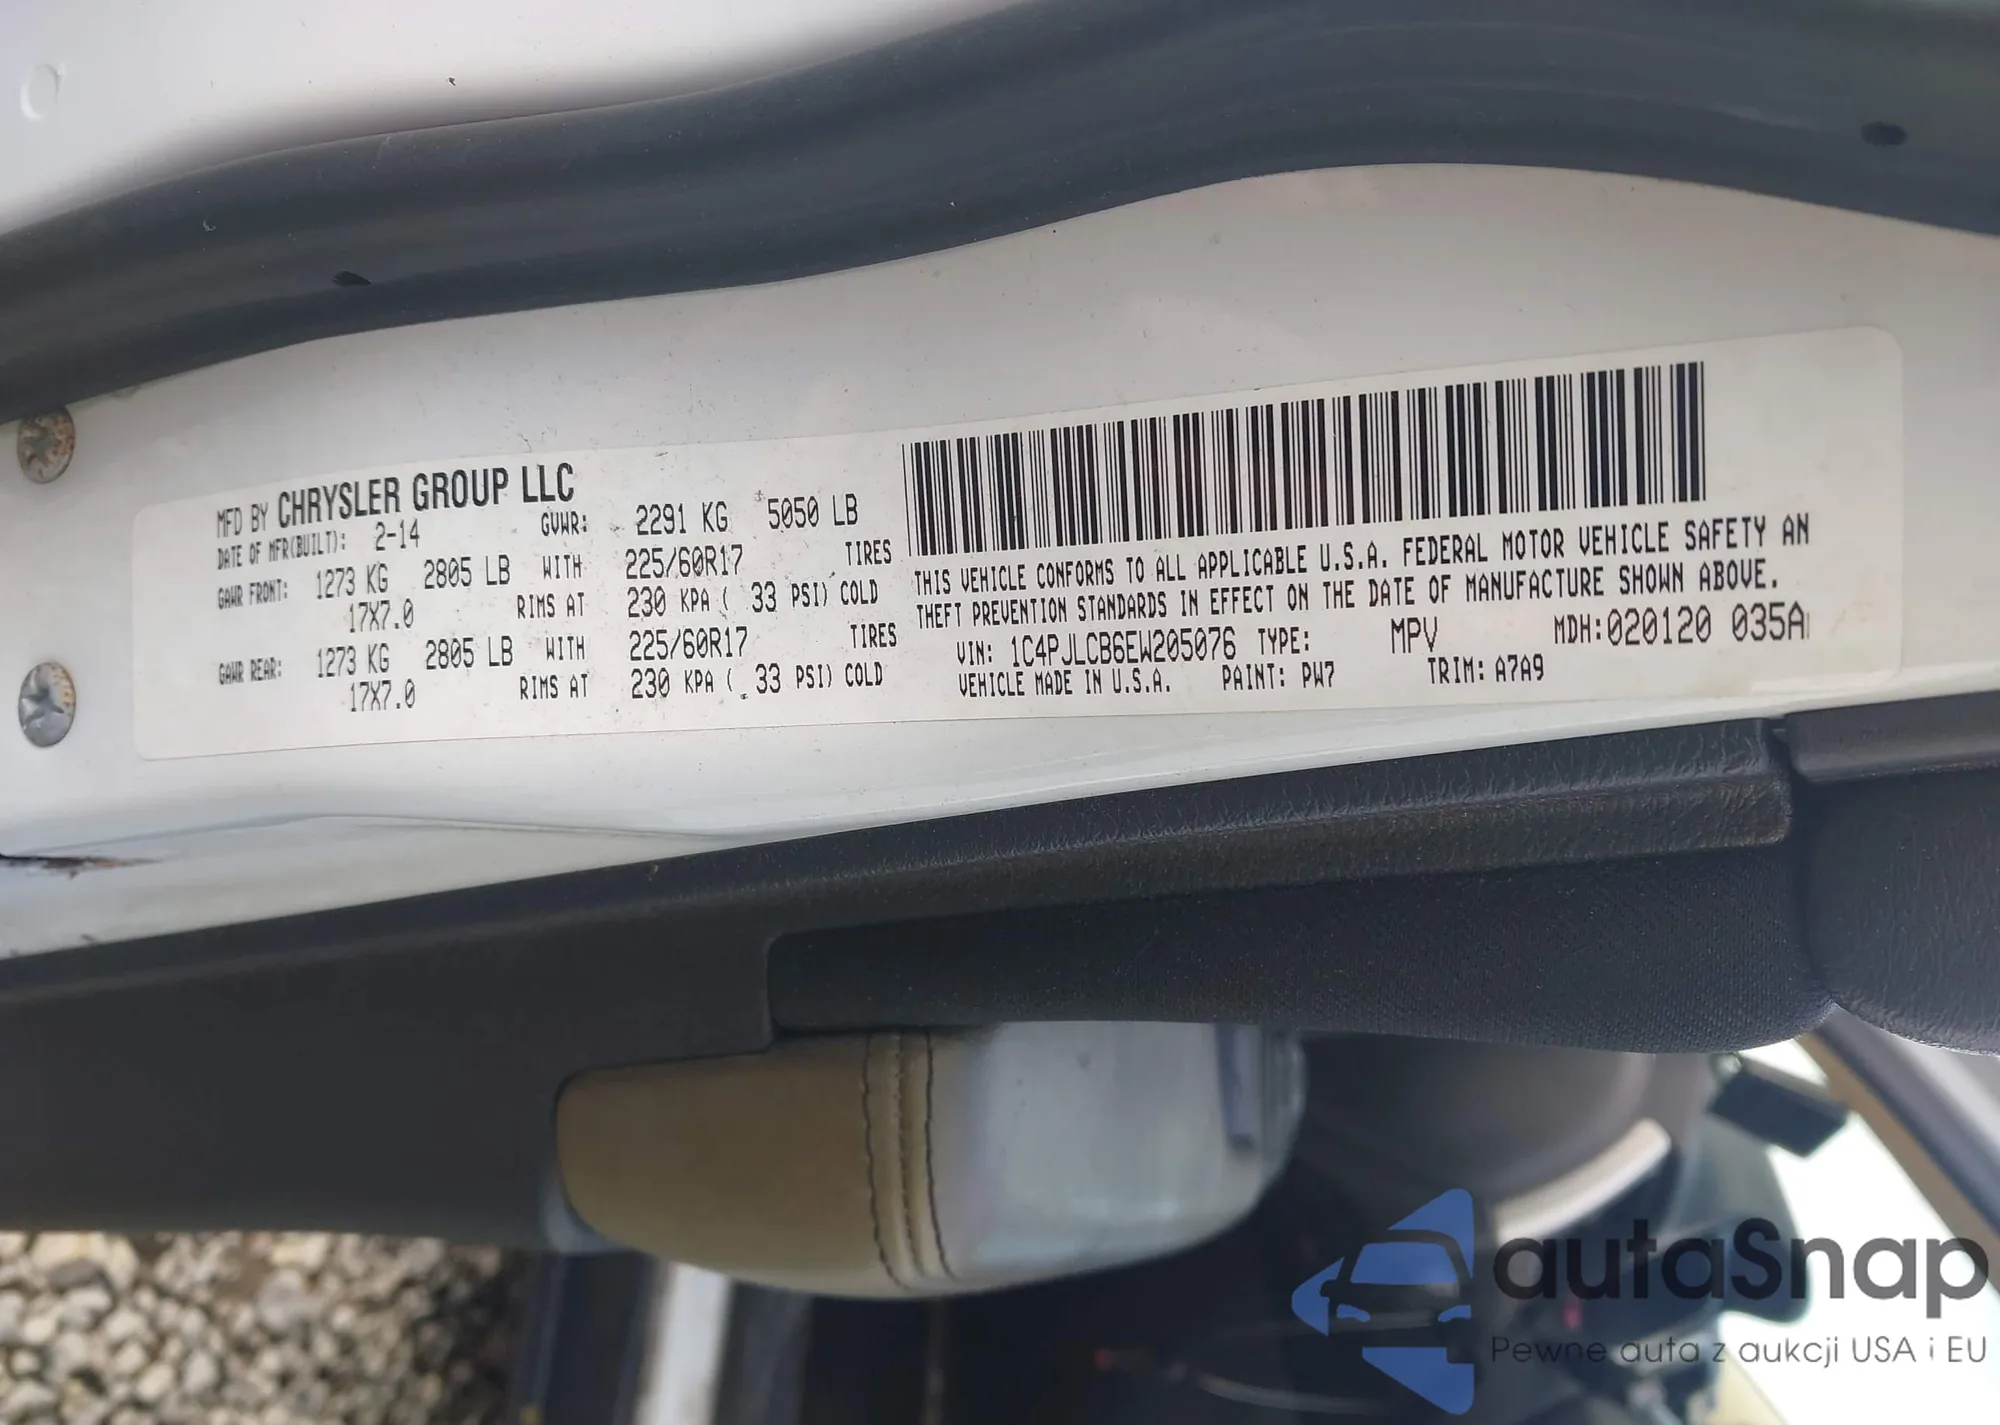 MFD BY CHRYSLER GROUP LLC
DATE OF MFR(BUILT): 2-14 GVWR: 2291 KG 5050 LB
GAWR FRONT: 1273 KG 2805 LB WITH 225/60R17 TIRES
17X7.0 RIMS AT 230 KPA ( 33 PSI) COLD
GAWR REAR: 1273 KG 2805 LB WITH 225/60R17 TIRES
17X7.0 RIMS AT 230 KPA ( 33 PSI) COLD
THIS VEHICLE CONFORMS TO ALL APPLICABLE U.S.A. FEDERAL MOTOR VEHICLE SAFETY AN
THEFT PREVENTION STANDARDS IN EFFECT ON THE DATE OF MANUFACTURE SHOWN ABOVE.
VIN: 1C4PJLCB6EW205076 TYPE: MPV MDH:020120 035A
VEHICLE MADE IN U.S.A. PAINT: PW7 TRIM: A7A9
autaSnap
Pewne auta z aukcji USA i EU